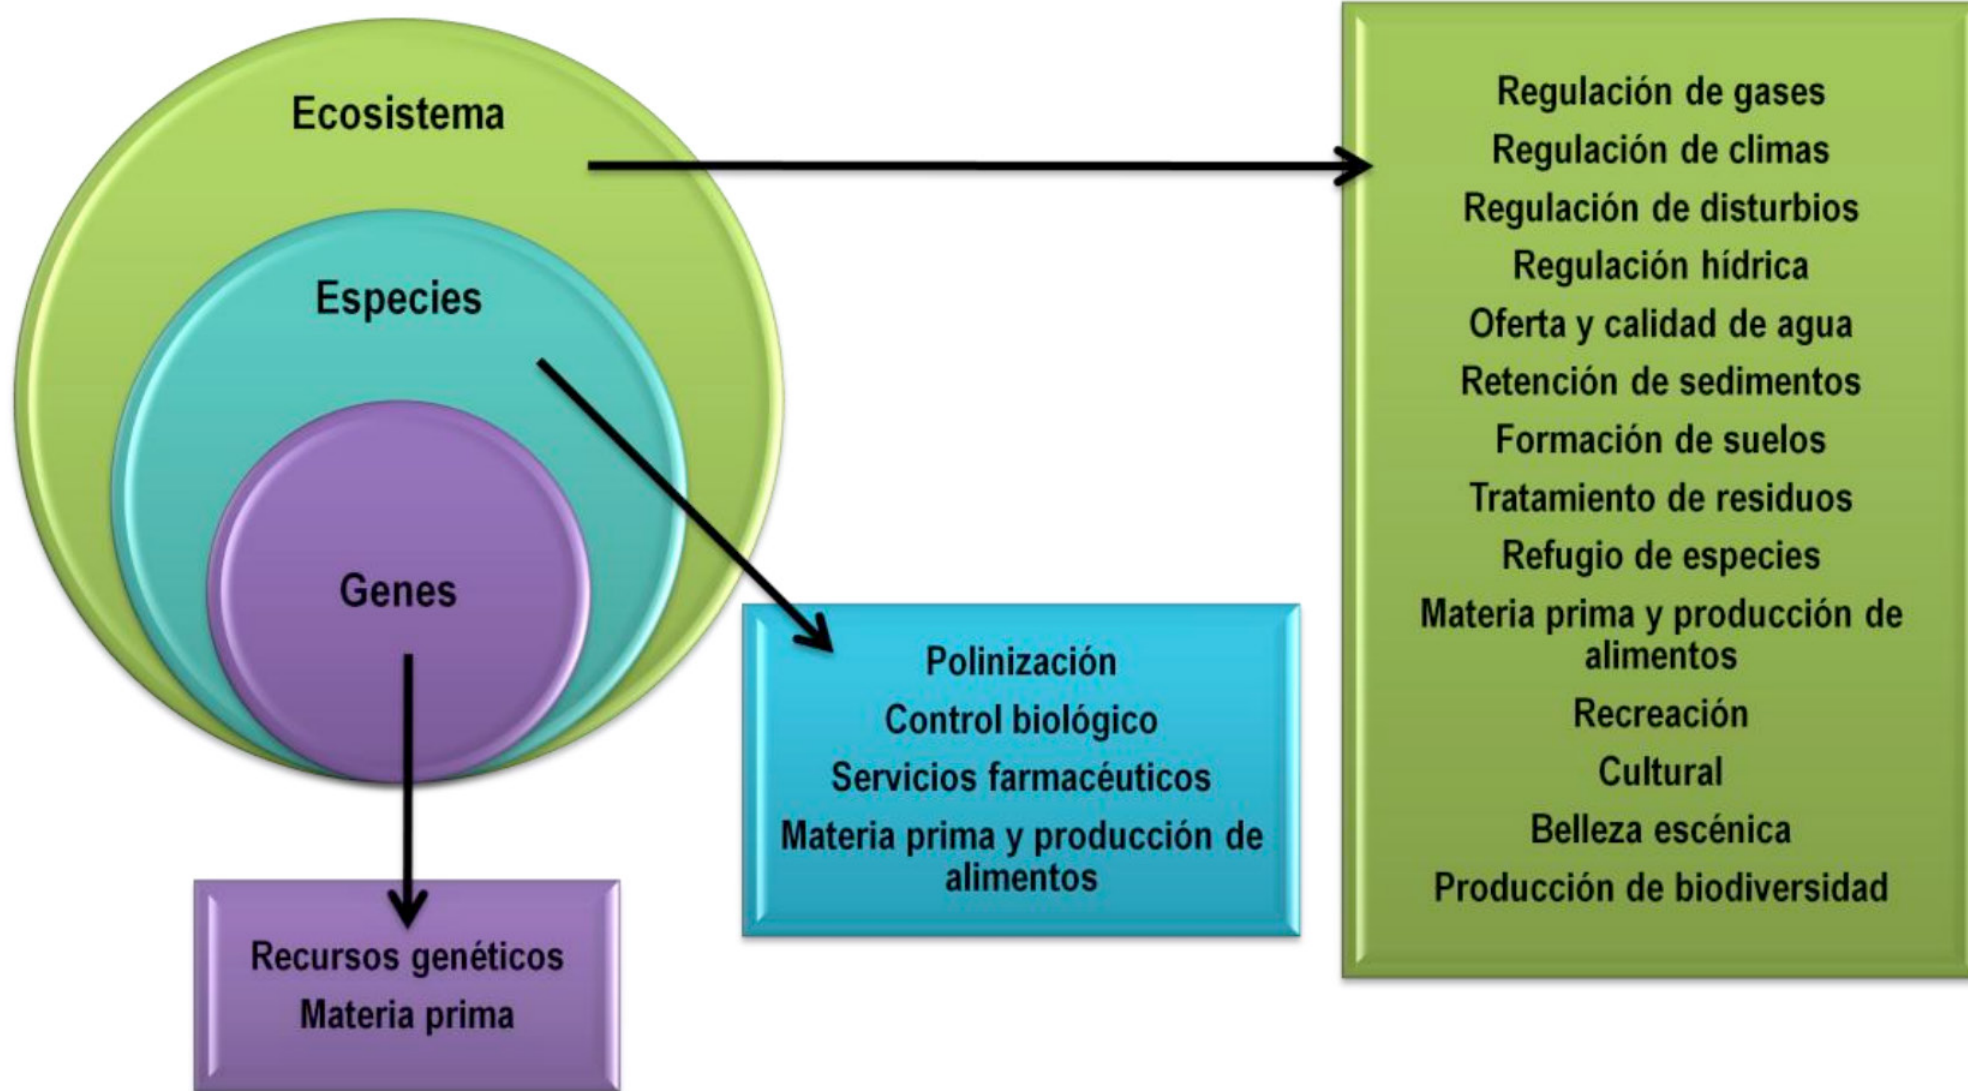 Ecosistema
Especies
Genes
Recursos genéticos
Materia prima
Polinización
Control biológico
Servicios farmacéuticos
Materia prima y producción de
alimentos
Regulación de gases
Regulación de climas
Regulación de disturbios
Regulación hídrica
Oferta y calidad de agua
Retención de sedimentos
Formación de suelos
Tratamiento de residuos
Refugio de especies
Materia prima y producción de
alimentos
Recreación
Cultural
Belleza escénica
Producción de biodiversidad